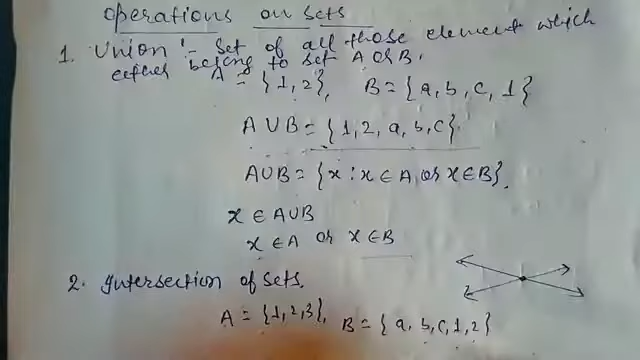 operations on sets
1. Union :- Set of all those element which
either belong to set A or B.
A = {1,2}, B = {a, b, c, 1}
A ∪ B = {1, 2, a, b, c}.
A∪B = {x : x ∈ A or x ∈ B}.
x ∈ A∪B
x ∈ A or x ∈ B
2. Intersection of sets.
A = {1,2,3}, B = {a, b, c, 1, 2}